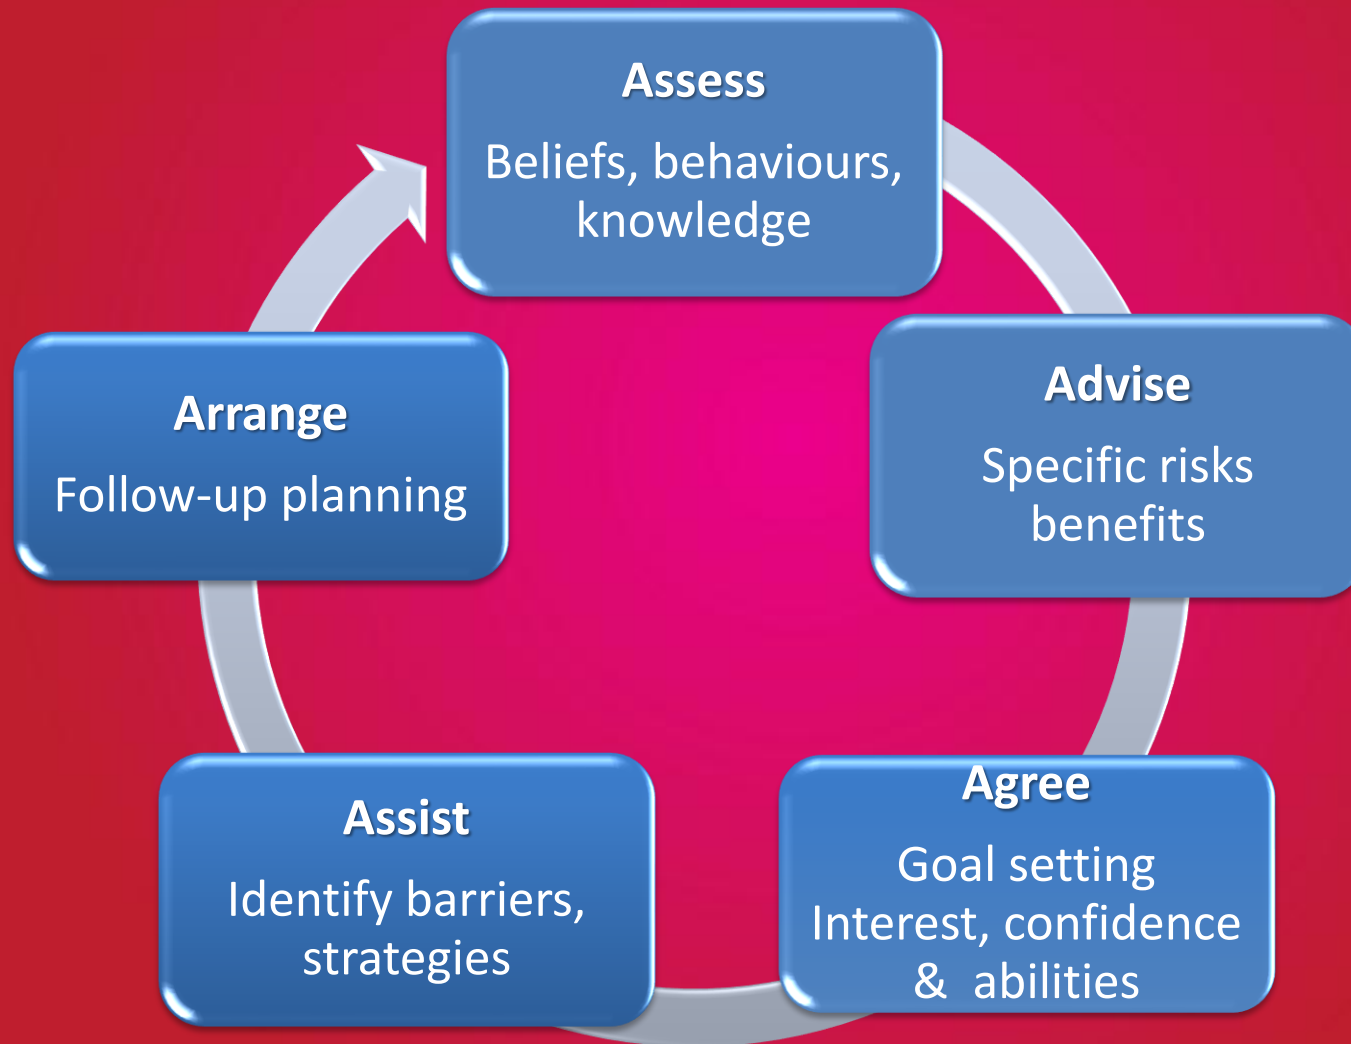 Assess
Beliefs, behaviours,
knowledge
Advise
Specific risks
benefits
Agree
Goal setting
Interest, confidence
& abilities
Assist
Identify barriers,
strategies
Arrange
Follow-up planning